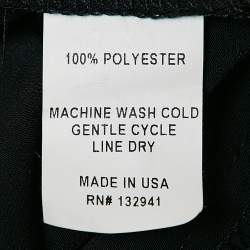 100% POLYESTER
MACHINE WASH COLD
GENTLE CYCLE
LINE DRY
MADE IN USA
RN# 132941